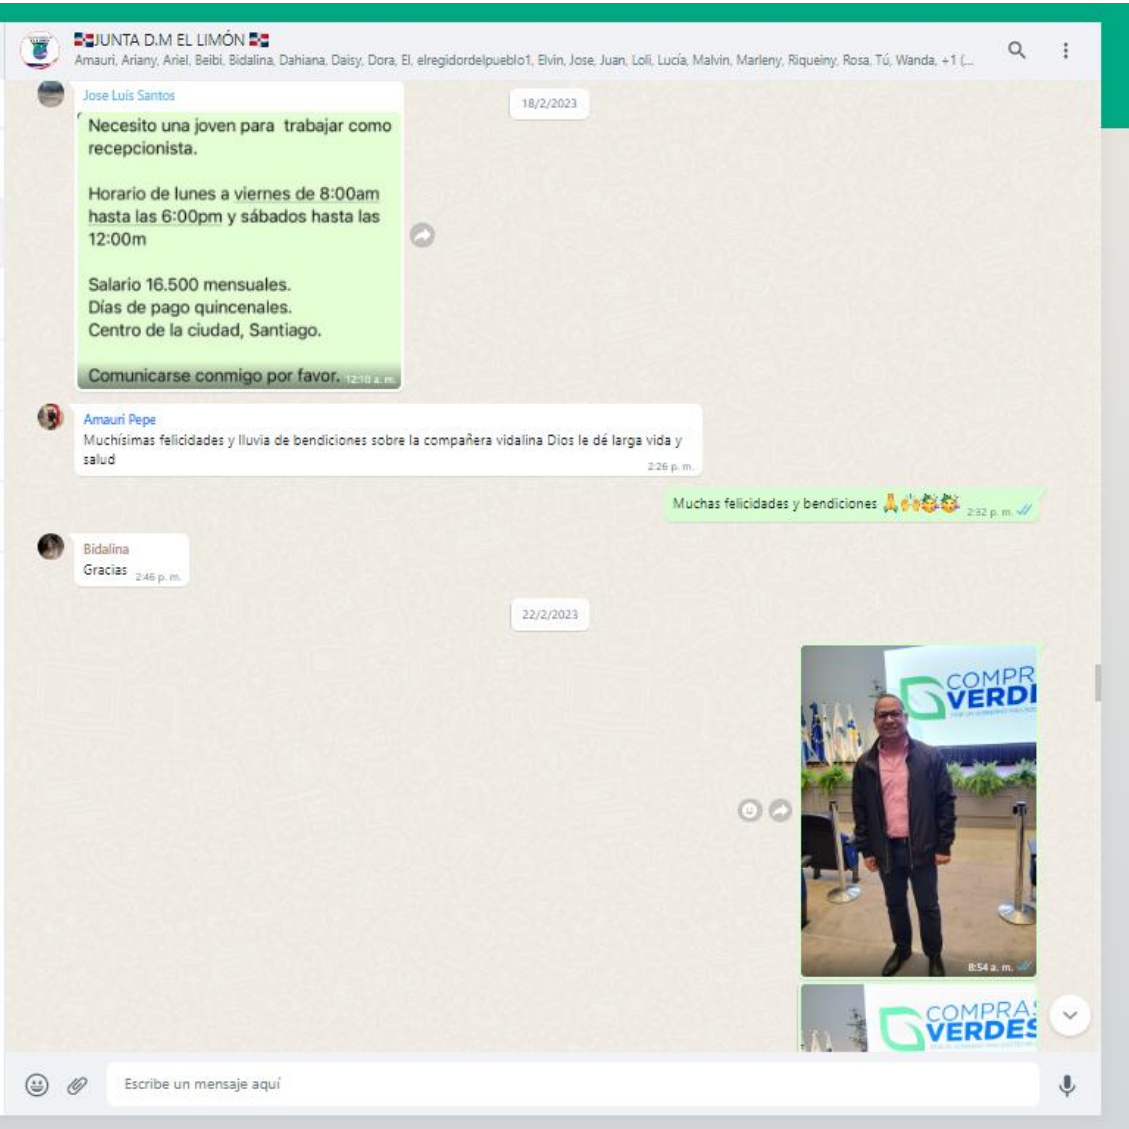 JUNTA D.M EL LIMÓN
Amauri, Ariany, Ariel, Beibi, Bidalina, Dahiana, Daisy, Dora, El, elregidordelpueblo1, Elvin, Jose, Juan, Loli, Lucía, Malvin, Marleny, Riqueiny, Rosa, Tú, Wanda, +1 (...
Jose Luis Santos
18/2/2023
Necesito una joven para trabajar como
recepcionista.
Horario de lunes a viernes de 8:00am
hasta las 6:00pm y sábados hasta las
12:00m
Salario 16.500 mensuales.
Días de pago quincenales.
Centro de la ciudad, Santiago.
Comunicarse conmigo por favor. 12:10 a. m.
Amauri Pepe
Muchísimas felicidades y lluvia de bendiciones sobre la compañera vidalina Dios le dé larga vida y
salud
2:26 p. m.
Muchas felicidades y bendiciones 🙏🙌🥳🥳 2:32 p. m.
Bidalina
Gracias 2:46 p. m.
22/2/2023
COMPR
VERDE
8:54 a. m.
COMPRAS
VERDES
Escribe un mensaje aquí